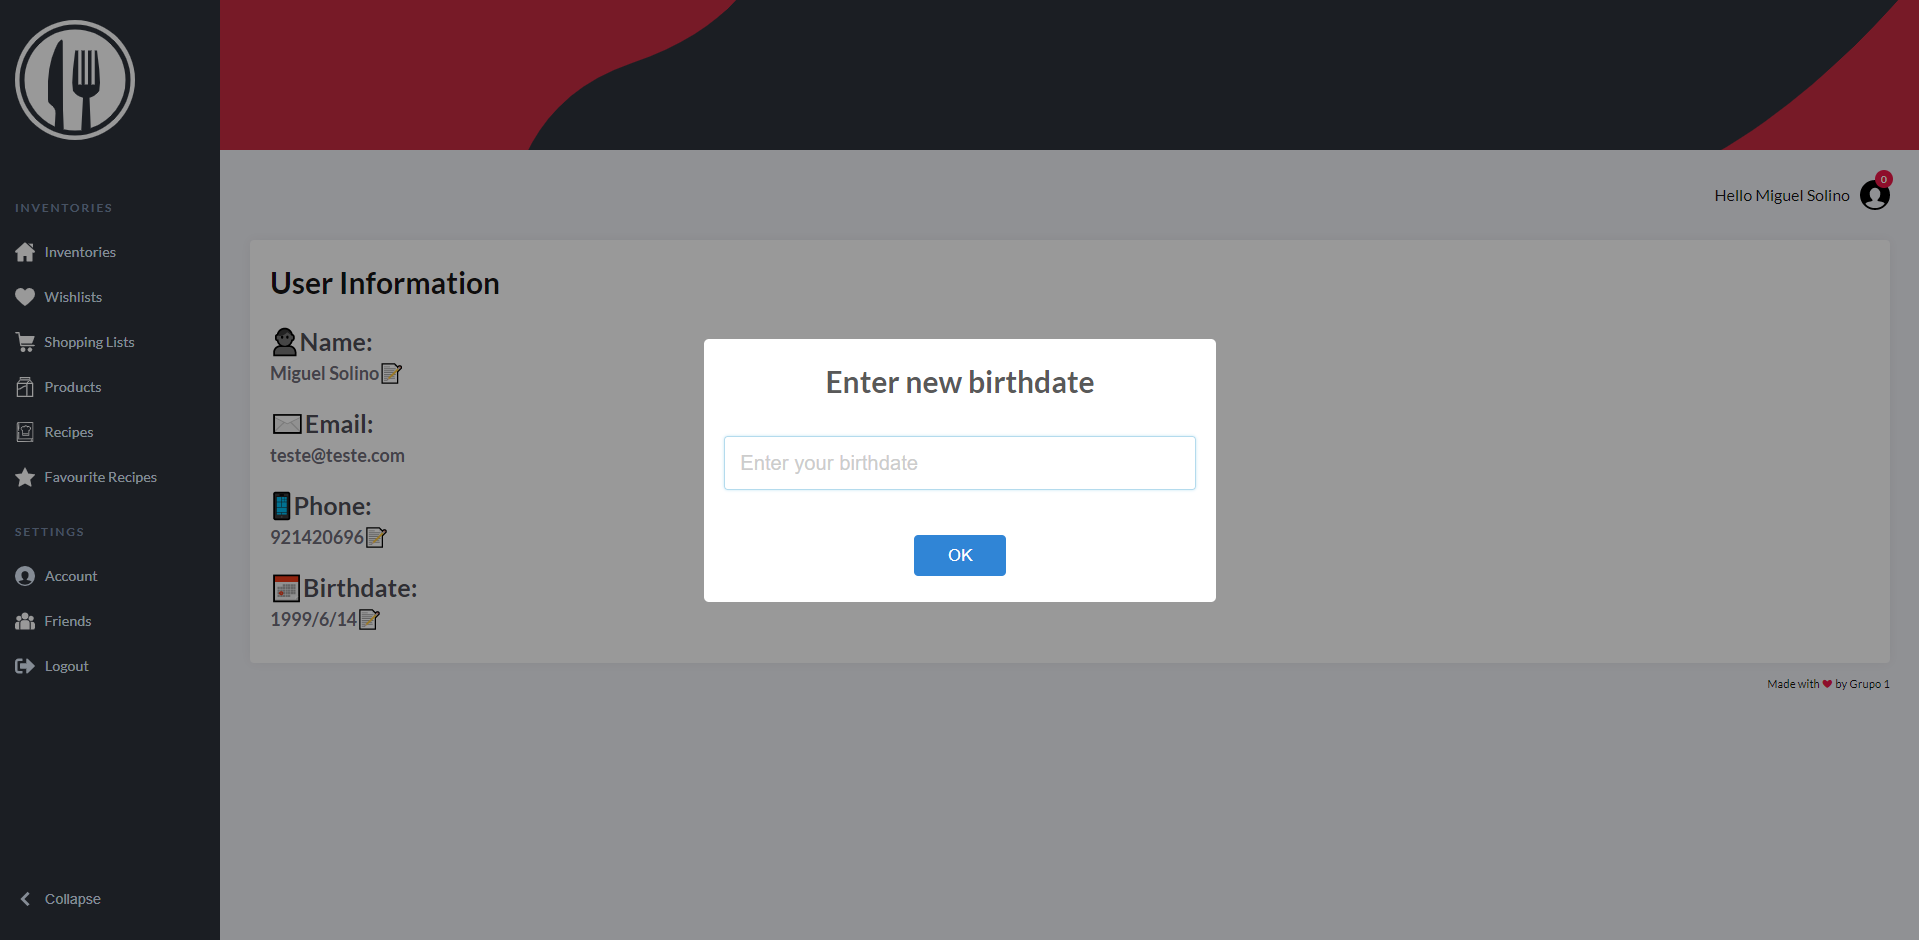 INVENTORIES
Inventories
Wishlists
Shopping Lists
Products
Recipes
Favourite Recipes
SETTINGS
Account
Friends
Logout
Collapse
Hello Miguel Solino
0
User Information
Name:
Miguel Solino
Email:
teste@teste.com
Phone:
921420696
Birthdate:
1999/6/14
Enter new birthdate
Enter your birthdate
OK
Made with ❤ by Grupo 1